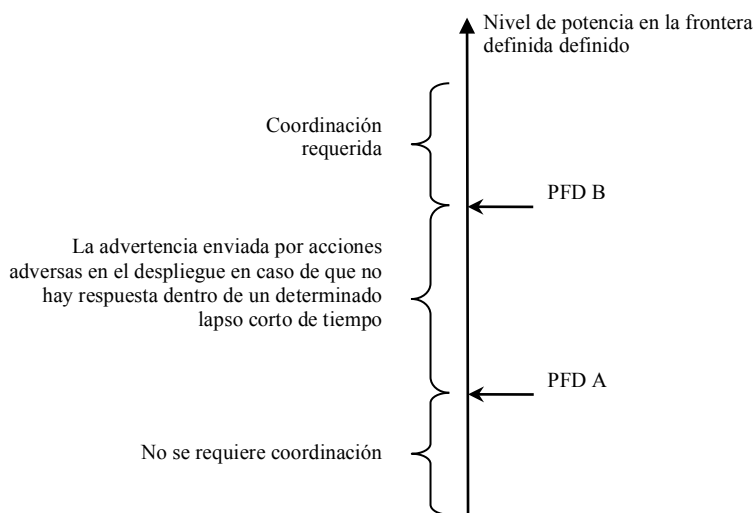 Nivel de potencia en la frontera
definida definido
Coordinación
requerida
PFD B
La advertencia enviada por acciones
adversas en el despliegue en caso de que no
hay respuesta dentro de un determinado
lapso corto de tiempo
PFD A
No se requiere coordinación